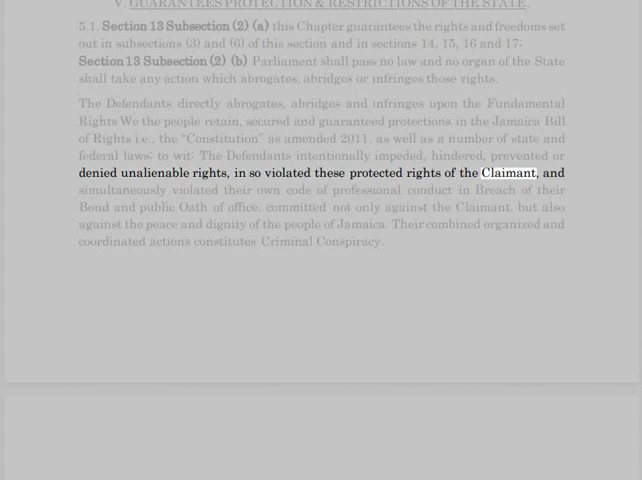 V. GUARANTEES PROTECTION & RESTRICTIONS OF THE STATE.
5.1. Section 13 Subsection (2) (a) this Chapter guarantees the rights and freedoms set
out in subsections (3) and (6) of this section and in sections 14, 15, 16 and 17;
Section 13 Subsection (2) (b) Parliament shall pass no law and no organ of the State
shall take any action which abrogates, abridges or infringes those rights.
The Defendants directly abrogates, abridges and infringes upon the Fundamental
Rights We the people retain, secured and guaranteed protections in the Jamaica Bill
of Rights i.e., the “Constitution” as amended 2011, as well as a number of state and
federal laws; to wit: The Defendants intentionally impeded, hindered, prevented or
denied unalienable rights, in so violated these protected rights of the Claimant, and
simultaneously violated their own code of professional conduct in Breach of their
Bond and public Oath of office, committed not only against the Claimant, but also
against the peace and dignity of the people of Jamaica. Their combined organized and
coordinated actions constitutes Criminal Conspiracy.